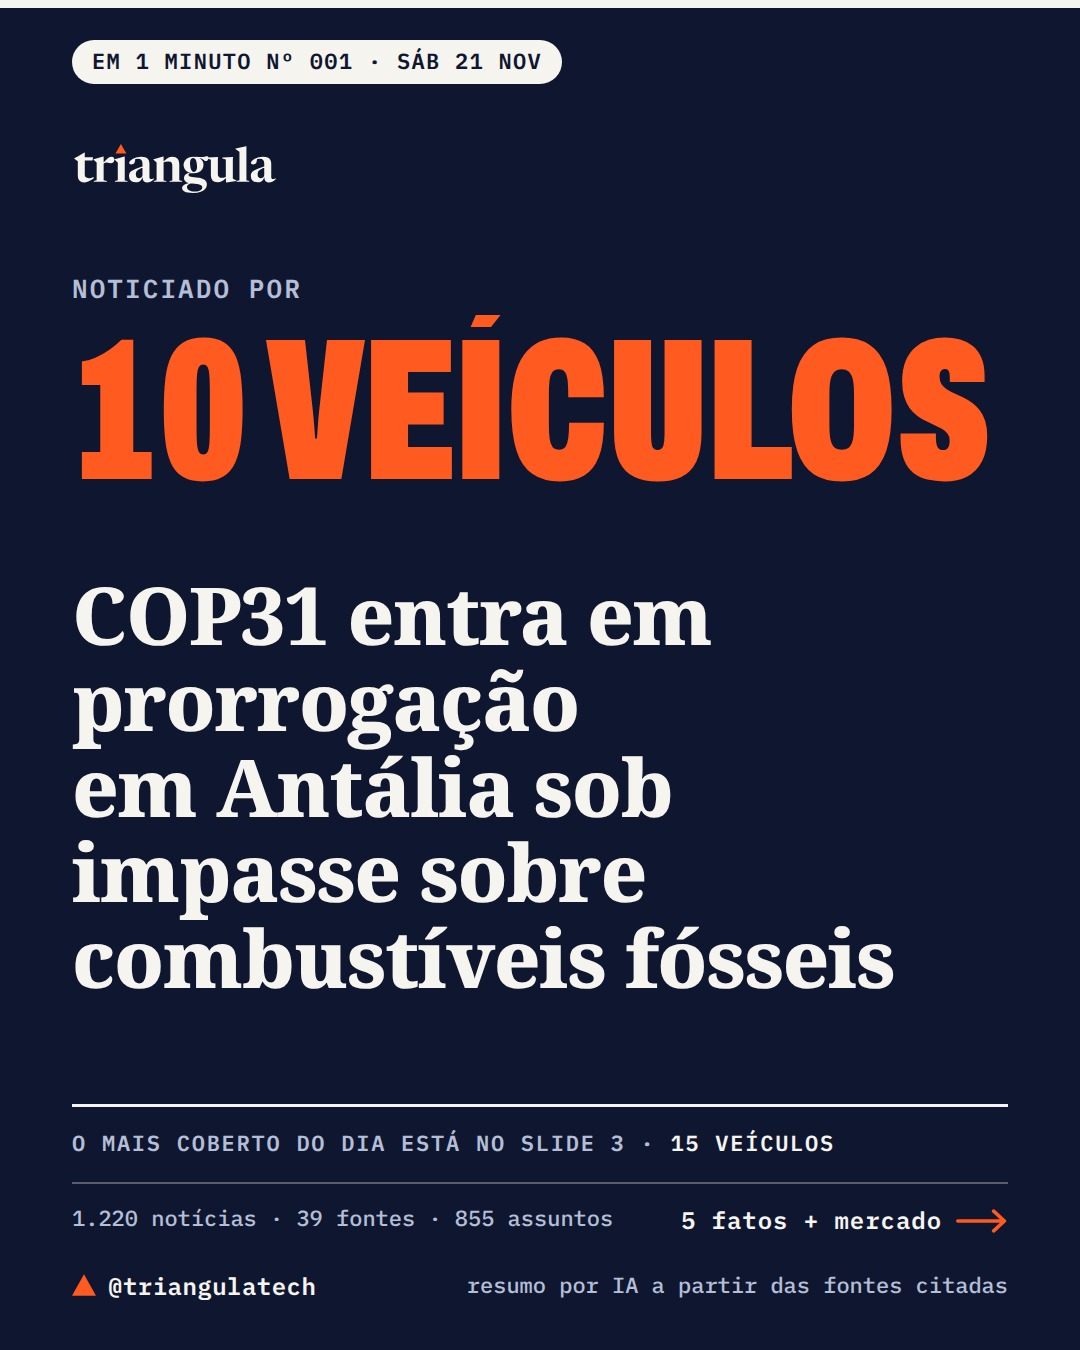 EM 1 MINUTO Nº 001 · SÁB 21 NOV
triangula
NOTICIADO POR
10 VEÍCULOS
COP31 entra em
prorrogação
em Antália sob
impasse sobre
combustíveis fósseis
O MAIS COBERTO DO DIA ESTÁ NO SLIDE 3 · 15 VEÍCULOS
1.220 notícias · 39 fontes · 855 assuntos 5 fatos + mercado →
@triangulatech resumo por IA a partir das fontes citadas